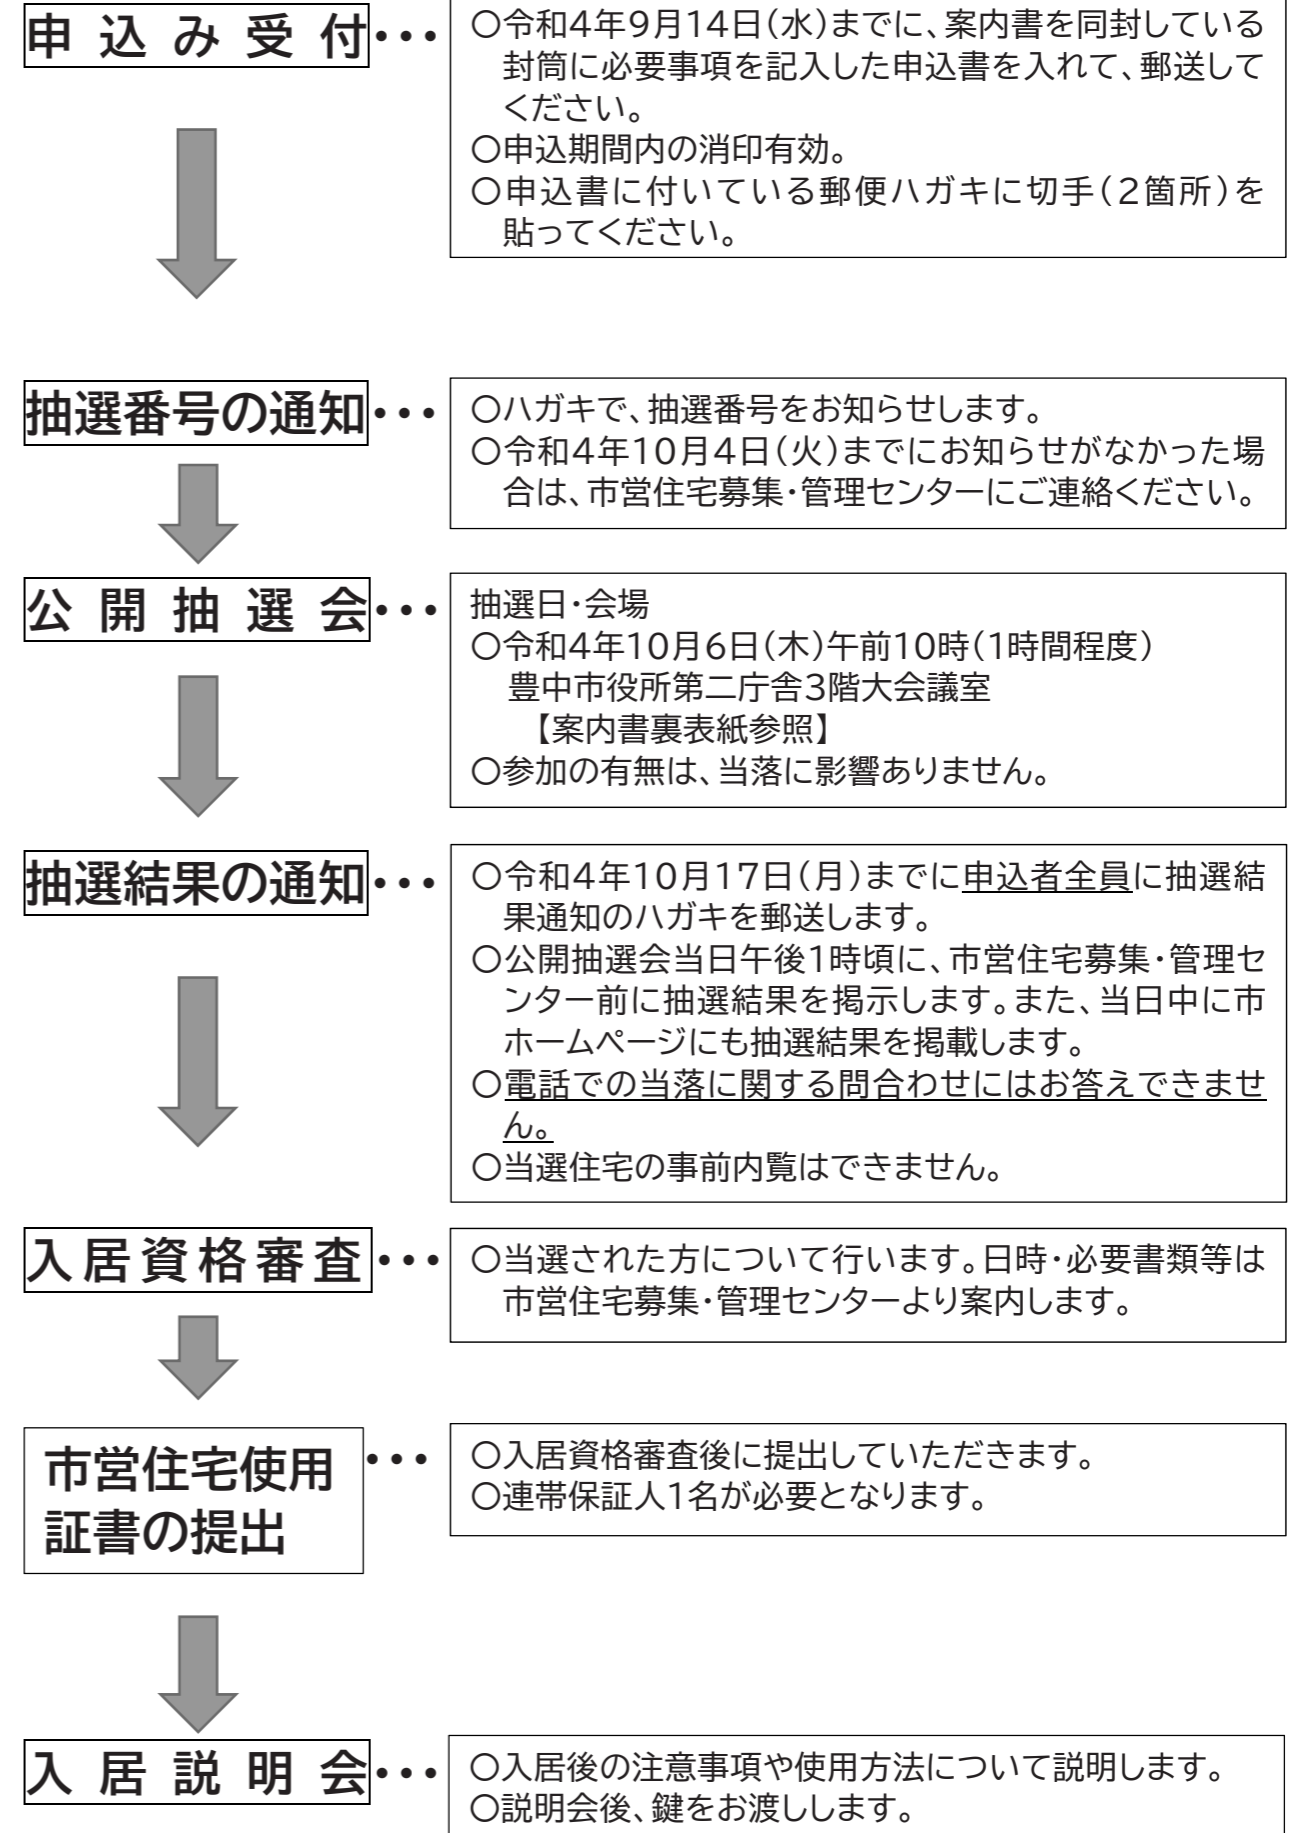 申込み受付・・・
○令和4年9月14日(水)までに、案内書を同封している
封筒に必要事項を記入した申込書を入れて、郵送して
ください。
○申込期間内の消印有効。
○申込書に付いている郵便ハガキに切手(2箇所)を
貼ってください。
抽選番号の通知・・・
○ハガキで、抽選番号をお知らせします。
○令和4年10月4日(火)までにお知らせがなかった場
合は、市営住宅募集・管理センターにご連絡ください。
公開抽選会・・・
抽選日・会場
○令和4年10月6日(木)午前10時(1時間程度)
豊中市役所第二庁舎3階大会議室
【案内書裏表紙参照】
○参加の有無は、当落に影響ありません。
抽選結果の通知・・・
○令和4年10月17日(月)までに申込者全員に抽選結
果通知のハガキを郵送します。
○公開抽選会当日午後1時頃に、市営住宅募集・管理セ
ンター前に抽選結果を掲示します。また、当日中に市
ホームページにも抽選結果を掲載します。
○電話での当落に関する問合わせにはお答えできませ
ん。
○当選住宅の事前内覧はできません。
入居資格審査・・・
○当選された方について行います。日時・必要書類等は
市営住宅募集・管理センターより案内します。
市営住宅使用・・・
証書の提出
○入居資格審査後に提出していただきます。
○連帯保証人1名が必要となります。
入居説明会・・・
○入居後の注意事項や使用方法について説明します。
○説明会後、鍵をお渡しします。